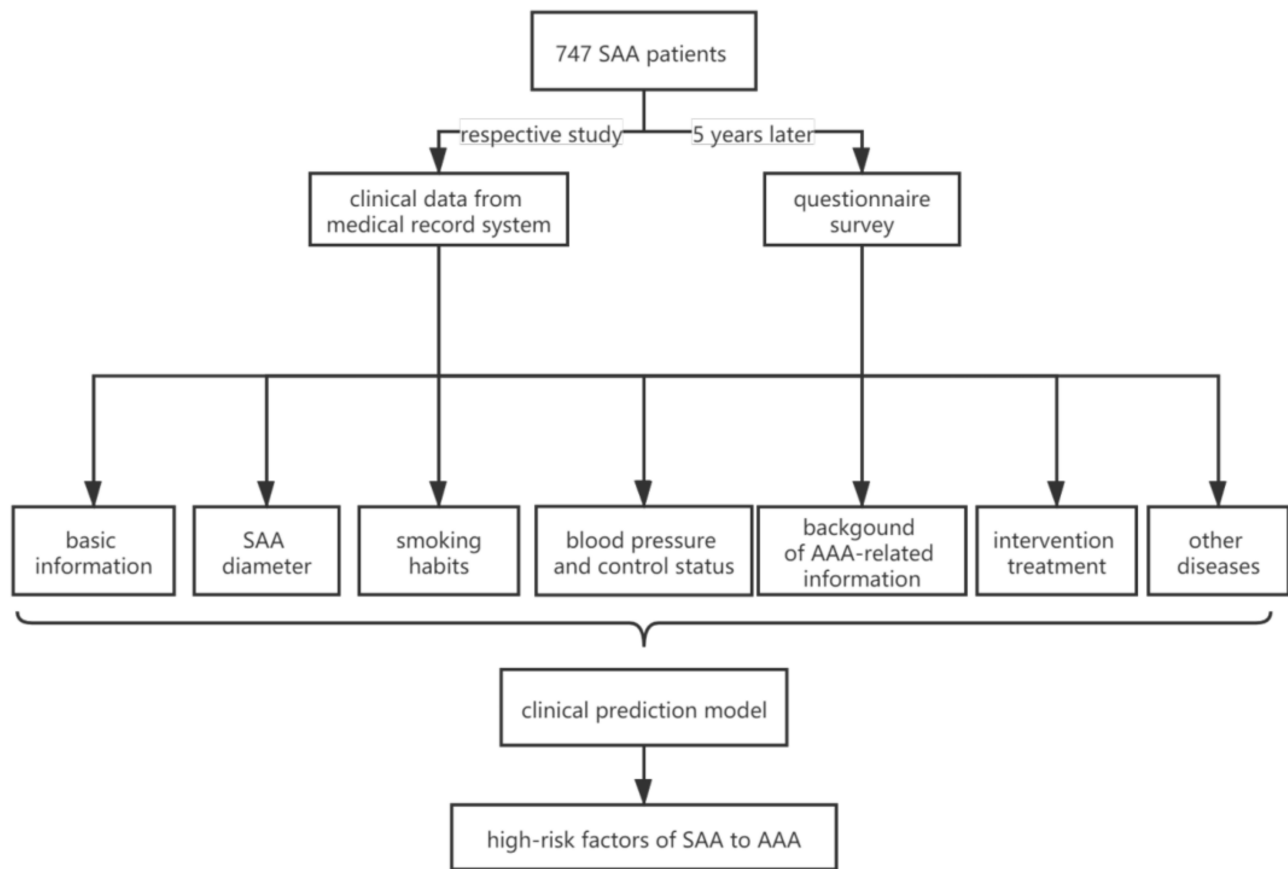 747 SAA patients
respective study
5 years later
clinical data from
medical record system
questionnaire
survey
basic
information
SAA
diameter
smoking
habits
blood pressure
and control status
backgound
of AAA-related
information
intervention
treatment
other
diseases
clinical prediction model
high-risk factors of SAA to AAA